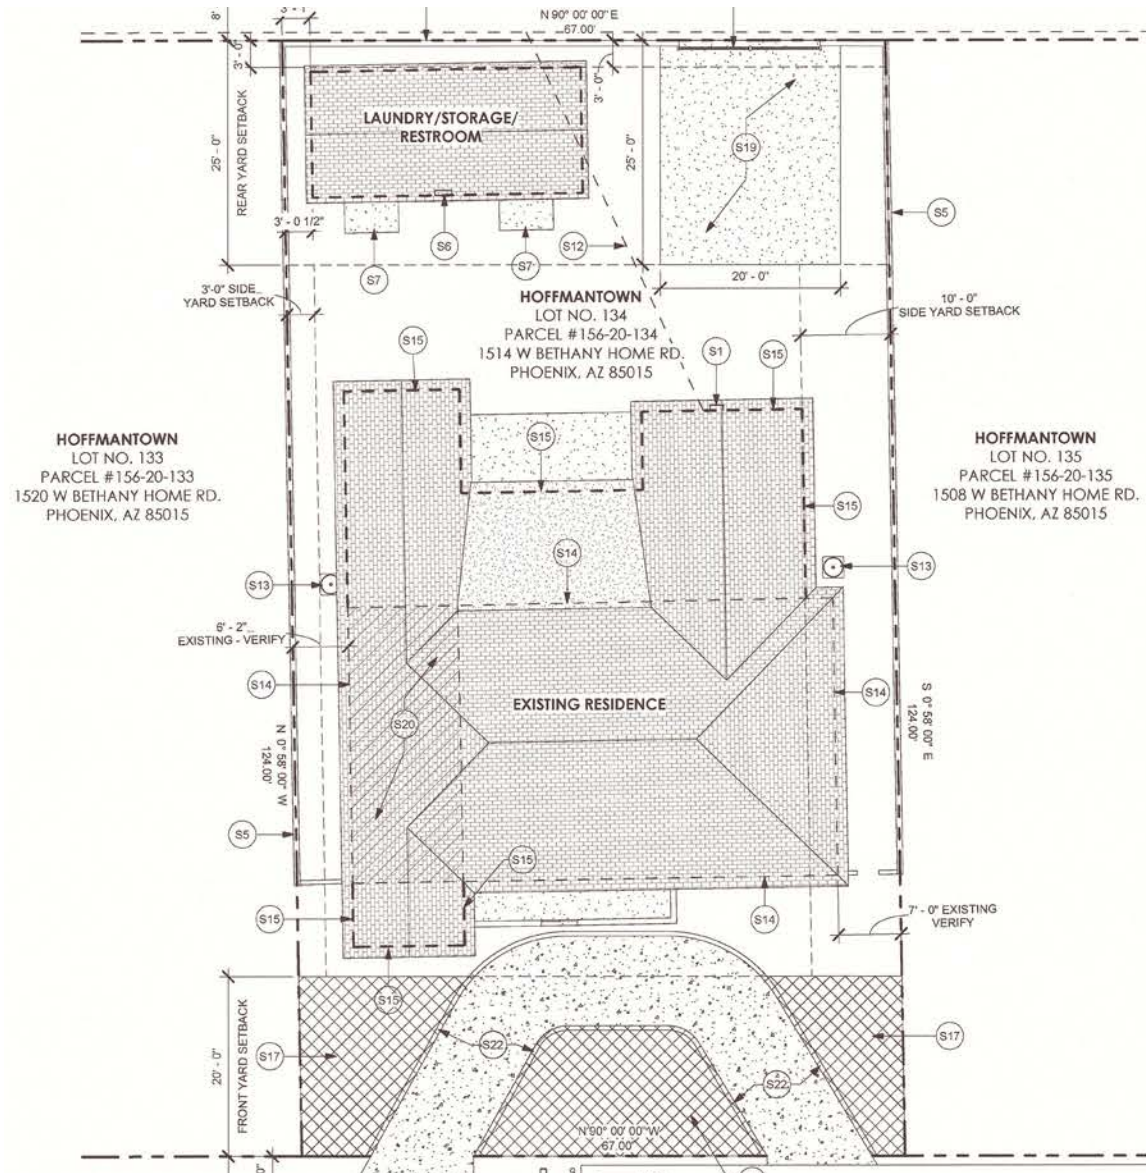 8'
3' - 1"
N 90° 00' 00" E
67.00'
3' - 0"
3' - 0"
REAR YARD SETBACK
25' - 0"
25' - 0"
LAUNDRY/STORAGE/
RESTROOM
S19
S5
3' - 0 1/2"
S6
S7
S7
S12
20' - 0"
3'-0" SIDE
YARD SETBACK
10' - 0"
SIDE YARD SETBACK
HOFFMANTOWN
LOT NO. 134
PARCEL #156-20-134
1514 W BETHANY HOME RD.
PHOENIX, AZ 85015
S15
S1
S15
HOFFMANTOWN
LOT NO. 133
PARCEL #156-20-133
1520 W BETHANY HOME RD.
PHOENIX, AZ 85015
S15
HOFFMANTOWN
LOT NO. 135
PARCEL #156-20-135
1508 W BETHANY HOME RD.
PHOENIX, AZ 85015
S15
S14
S13
S13
6' - 2"
EXISTING - VERIFY
S14
S14
S20
EXISTING RESIDENCE
N 0° 58' 00" W
124.00'
S 0° 58' 00" E
124.00'
S5
S15
S15
S14
7' - 0" EXISTING
VERIFY
S15
20' - 0"
FRONT YARD SETBACK
S17
S22
S22
S17
N 90° 00' 00" W
67.00'